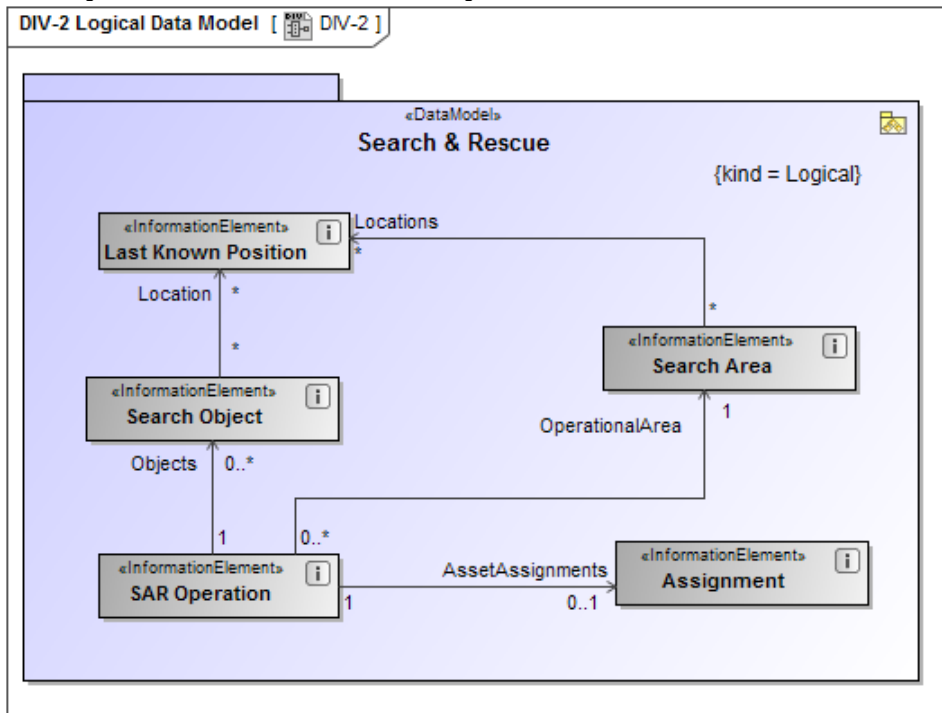 DIV-2 Logical Data Model [ DIV-2 ]
«DataModel»
Search & Rescue
{kind = Logical}
«InformationElement»
Last Known Position
i
Locations
*
Location
*
*
*
«InformationElement»
Search Area
i
«InformationElement»
Search Object
i
OperationalArea
1
Objects
0..*
1
0..*
«InformationElement»
SAR Operation
i
AssetAssignments
1
0..1
«InformationElement»
Assignment
i